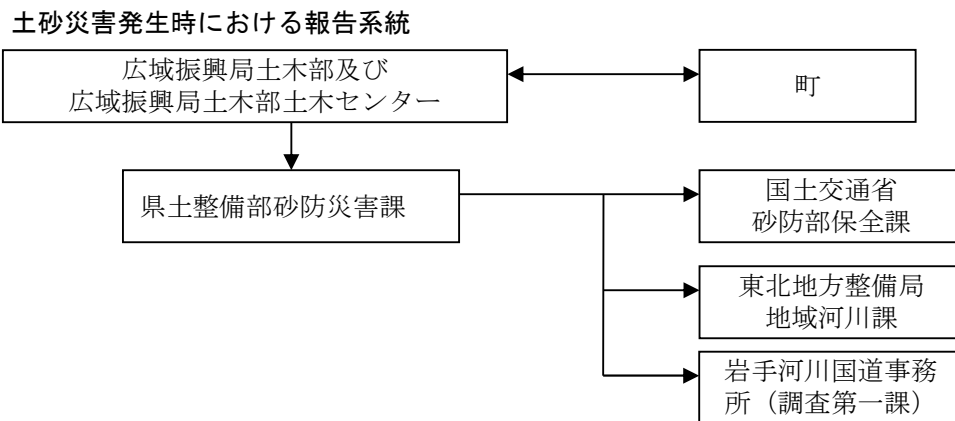 土砂災害発生時における報告系統
広域振興局土木部及び
広域振興局土木部土木センター
町
県土整備部砂防災害課
国土交通省
砂防部保全課
東北地方整備局
地域河川課
岩手河川国道事務
所（調査第一課）